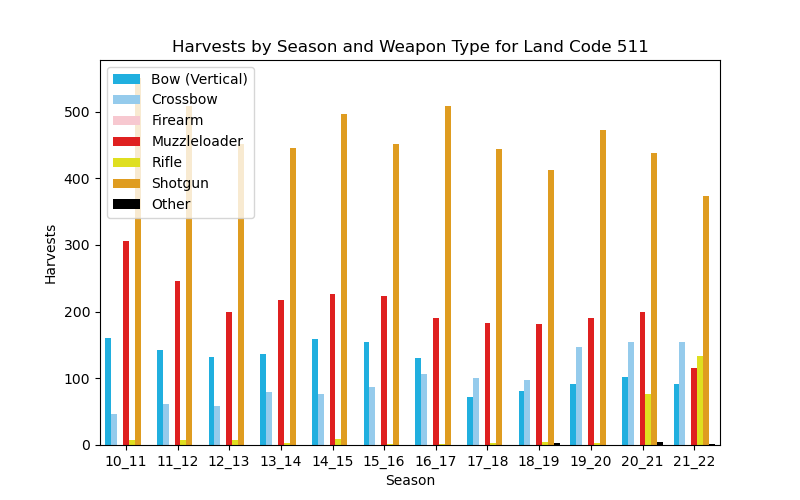 Harvests by Season and Weapon Type for Land Code 511
Bow (Vertical)
Crossbow
Firearm
Muzzleloader
Rifle
Shotgun
Other
Harvests
500
400
300
200
100
0
10_11 11_12 12_13 13_14 14_15 15_16 16_17 17_18 18_19 19_20 20_21 21_22
Season